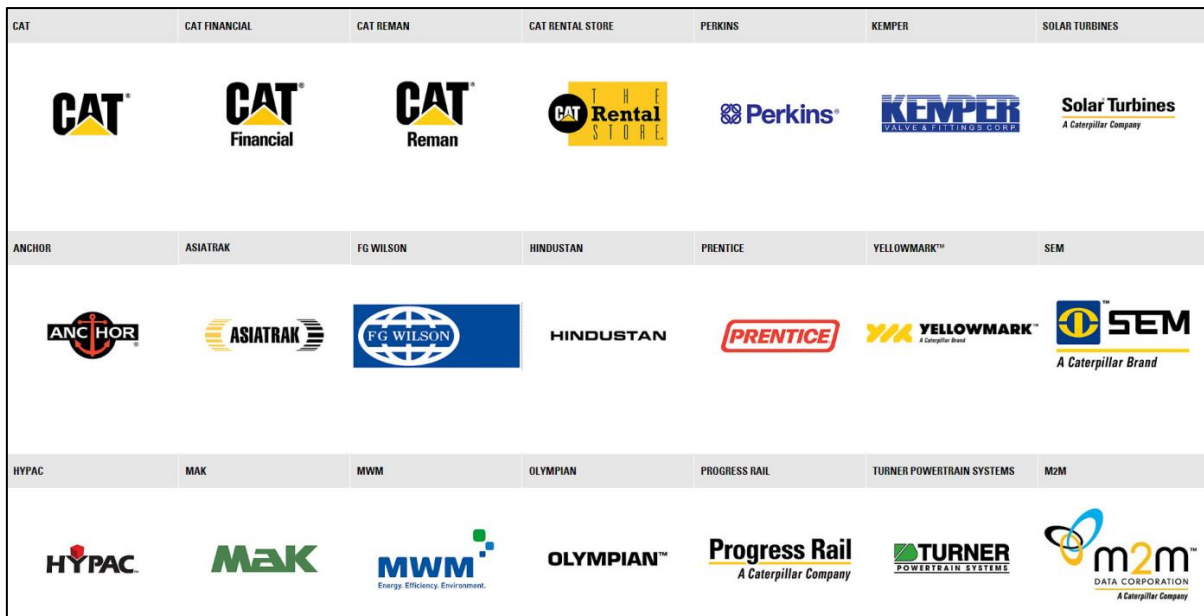 CAT CAT FINANCIAL CAT REMAN CAT RENTAL STORE PERKINS KEMPER SOLAR TURBINES
CAT®
CAT®
Financial
CAT®
Reman
CAT
THE
Rental
STORE
Perkins®
KEMPER
VALVE & FITTINGS CORP.
Solar Turbines
A Caterpillar Company
ANCHOR ASIATRAK FG WILSON HINDUSTAN PRENTICE YELLOWMARK™ SEM
ANCHOR®
ASIATRAK
FG WILSON
HINDUSTAN
PRENTICE
YELLOWMARK™
A Caterpillar Brand
SEM™
A Caterpillar Brand
HYPAC MAK MWM OLYMPIAN PROGRESS RAIL TURNER POWERTRAIN SYSTEMS M2M
HYPAC
MaK
MWM
Energy. Efficiency. Environment.
OLYMPIAN™
Progress Rail
A Caterpillar Company
TURNER
POWERTRAIN SYSTEMS
m2m™
DATA CORPORATION
A Caterpillar Company